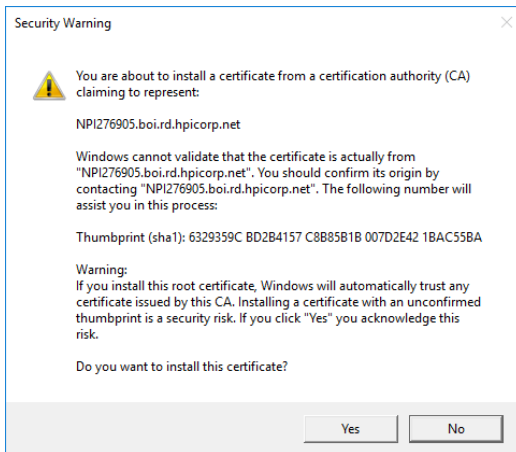 Security Warning
You are about to install a certificate from a certification authority (CA)
claiming to represent:
NPI276905.boi.rd.hpicorp.net
Windows cannot validate that the certificate is actually from
"NPI276905.boi.rd.hpicorp.net". You should confirm its origin by
contacting "NPI276905.boi.rd.hpicorp.net". The following number will
assist you in this process:
Thumbprint (sha1): 6329359C BD2B4157 C8B85B1B 007D2E42 1BAC55BA
Warning:
If you install this root certificate, Windows will automatically trust any
certificate issued by this CA. Installing a certificate with an unconfirmed
thumbprint is a security risk. If you click "Yes" you acknowledge this
risk.
Do you want to install this certificate?
Yes No